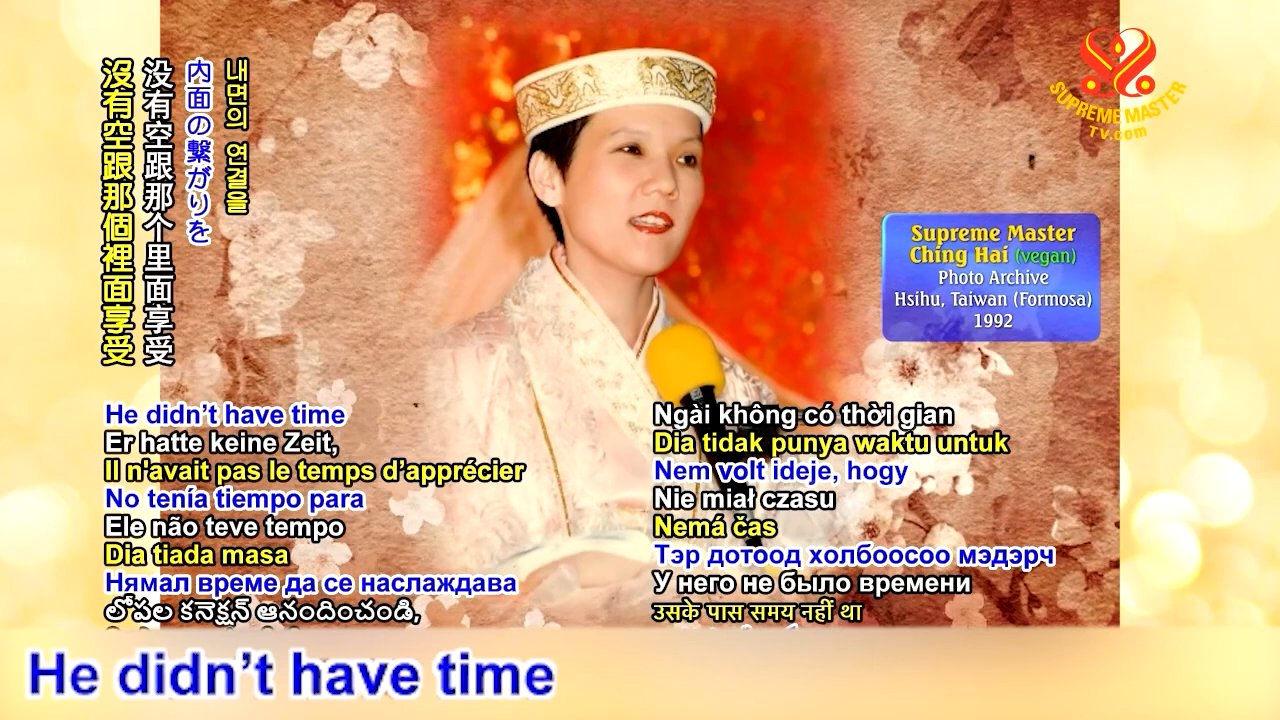 沒有空跟那個裡面享受
没有空跟那个里面享受
内面の繋がりを
내면의 연결을
SUPREME MASTER
TV.com
Supreme Master
Ching Hai (vegan)
Photo Archive
Hsihu, Taiwan (Formosa)
1992
He didn’t have time
Er hatte keine Zeit,
Il n'avait pas le temps d’apprécier
No tenía tiempo para
Ele não teve tempo
Dia tiada masa
Нямал време да се наслаждава
లోపల కనెక్షన్ ఆనందించండి,
Ngài không có thời gian
Dia tidak punya waktu untuk
Nem volt ideje, hogy
Nie miał czasu
Nemá čas
Тэр дотоод холбоосоо мэдэрч
У него не было времени
उसके पास समय नहीं था
He didn’t have time